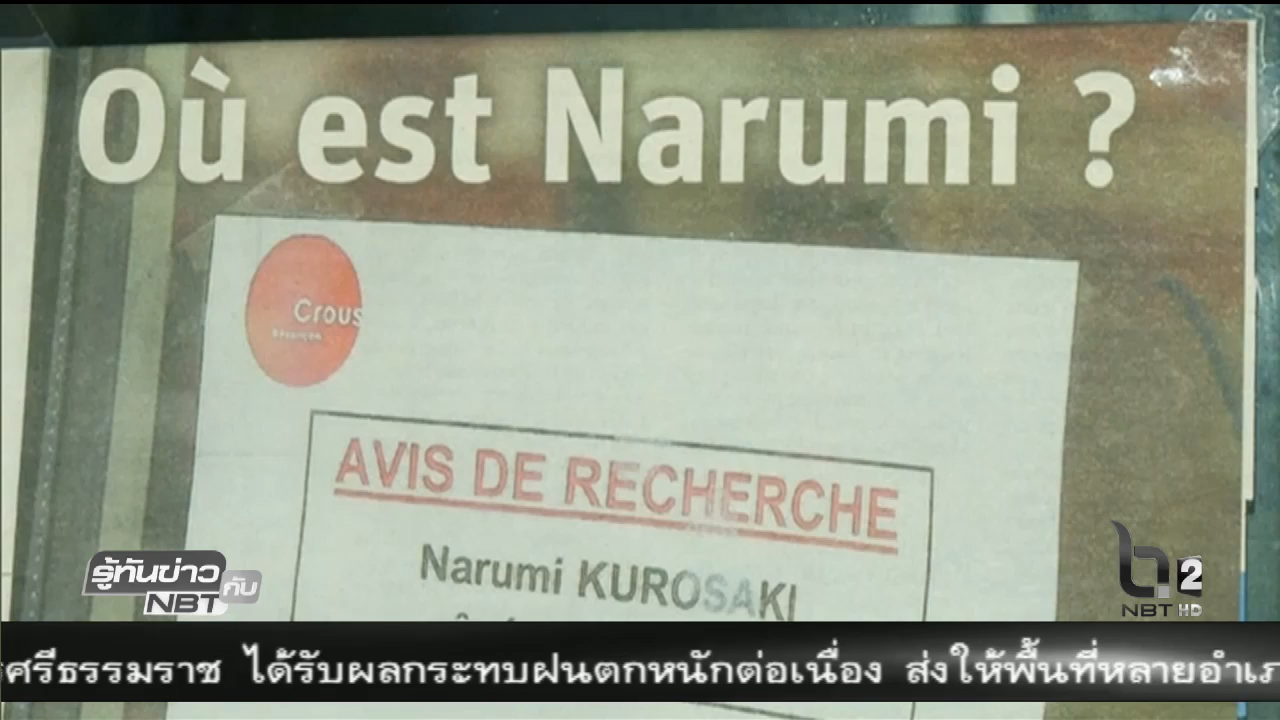 Où est Narumi ?
Crous
Besançon
AVIS DE RECHERCHE
Narumi KUROSAKI
รู้ทันข่าว
กับ
NBT
2
NBT HD
รศรีธรรมราช ได้รับผลกระทบฝนตกหนักต่อเนื่อง ส่งให้พื้นที่หลายอำเภ